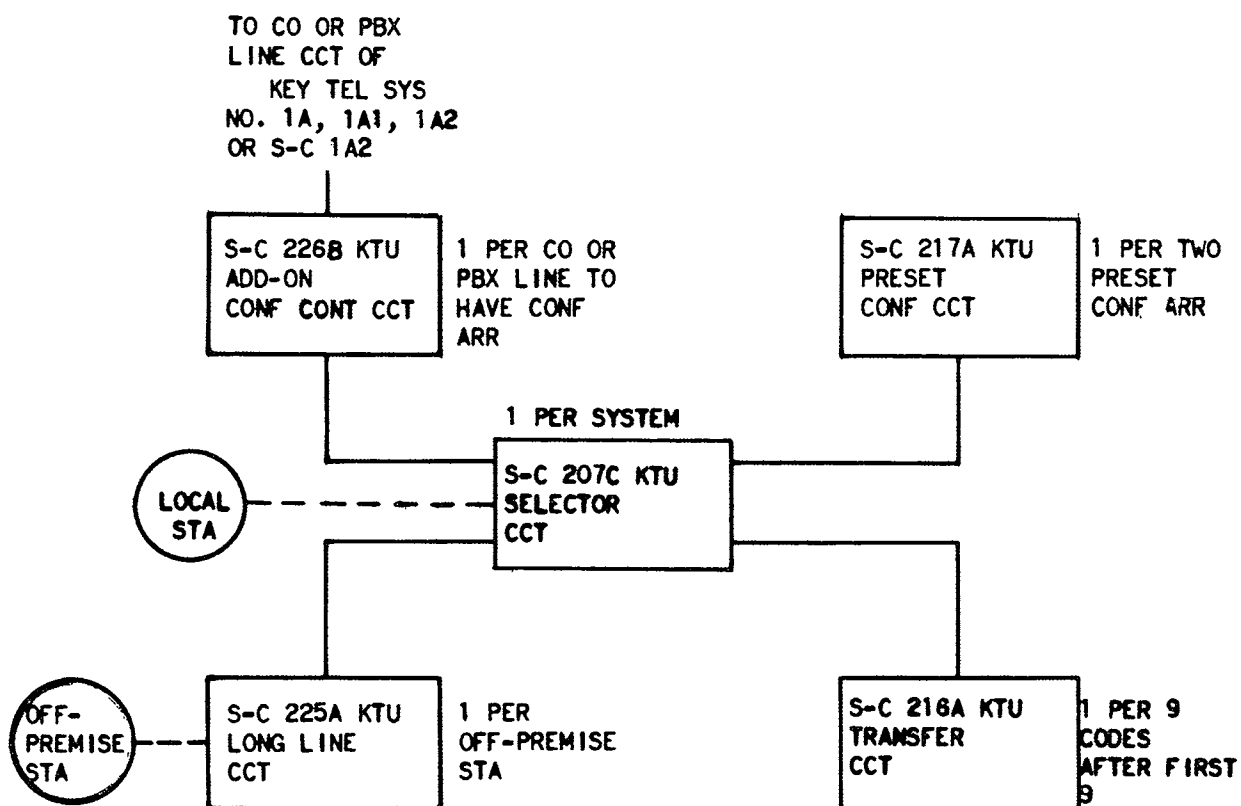 TO CO OR PBX
LINE CCT OF
KEY TEL SYS
NO. 1A, 1A1, 1A2
OR S-C 1A2
S-C 226B KTU
ADD-ON
CONF CONT CCT
1 PER CO OR
PBX LINE TO
HAVE CONF
ARR
S-C 217A KTU
PRESET
CONF CCT
1 PER TWO
PRESET
CONF ARR
1 PER SYSTEM
S-C 207C KTU
SELECTOR
CCT
LOCAL
STA
OFF-
PREMISE
STA
S-C 225A KTU
LONG LINE
CCT
1 PER
OFF-PREMISE
STA
S-C 216A KTU
TRANSFER
CCT
1 PER 9
CODES
AFTER FIRST
9